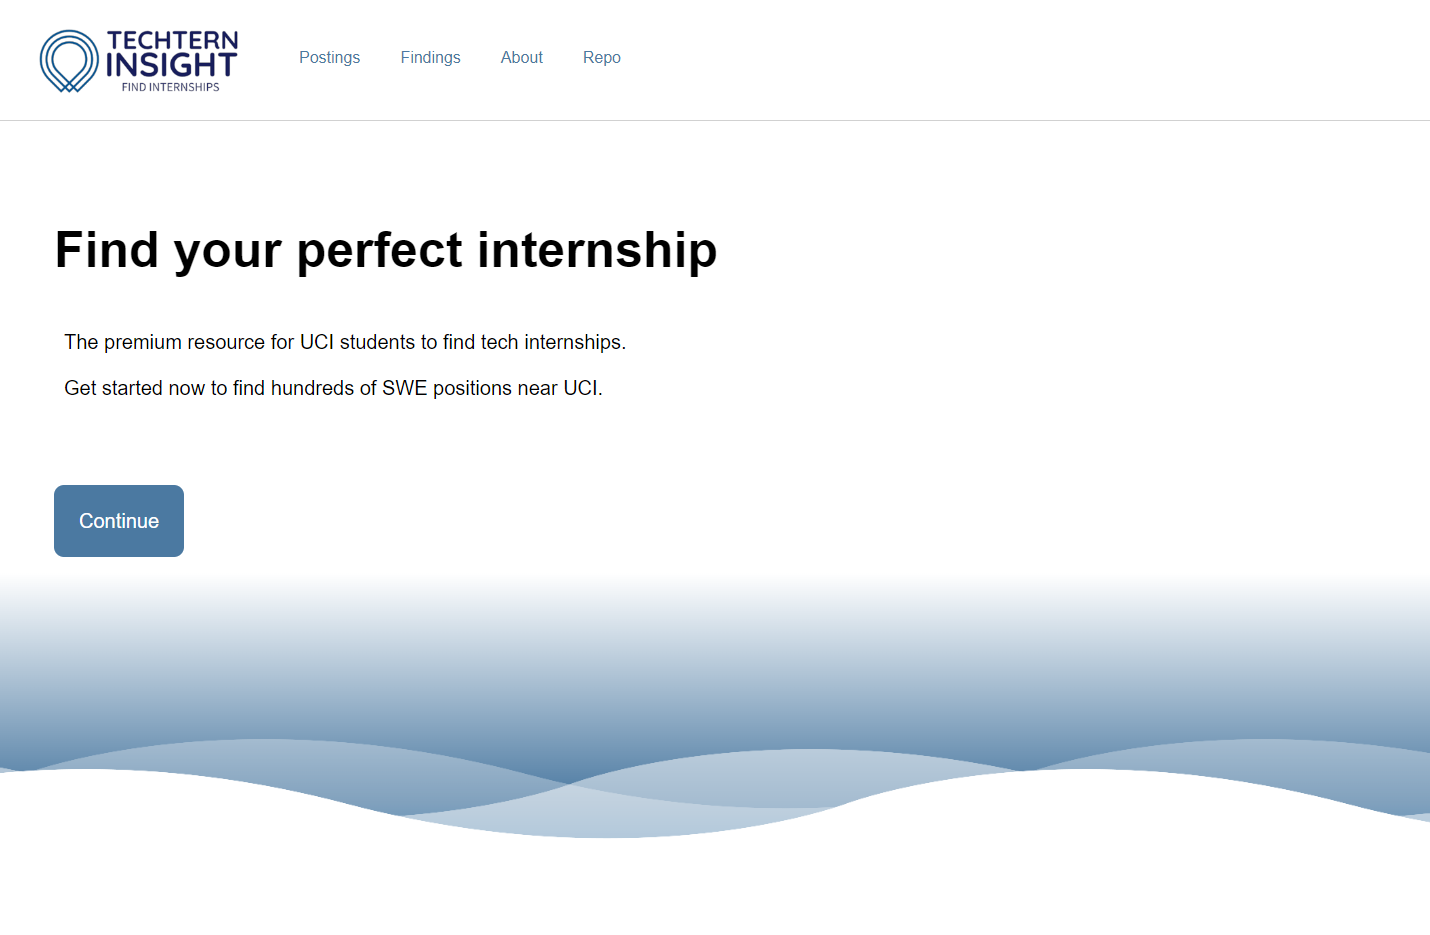 TECHTERN
INSIGHT
FIND INTERNSHIPS
Postings Findings About Repo
Find your perfect internship
The premium resource for UCI students to find tech internships.
Get started now to find hundreds of SWE positions near UCI.
Continue